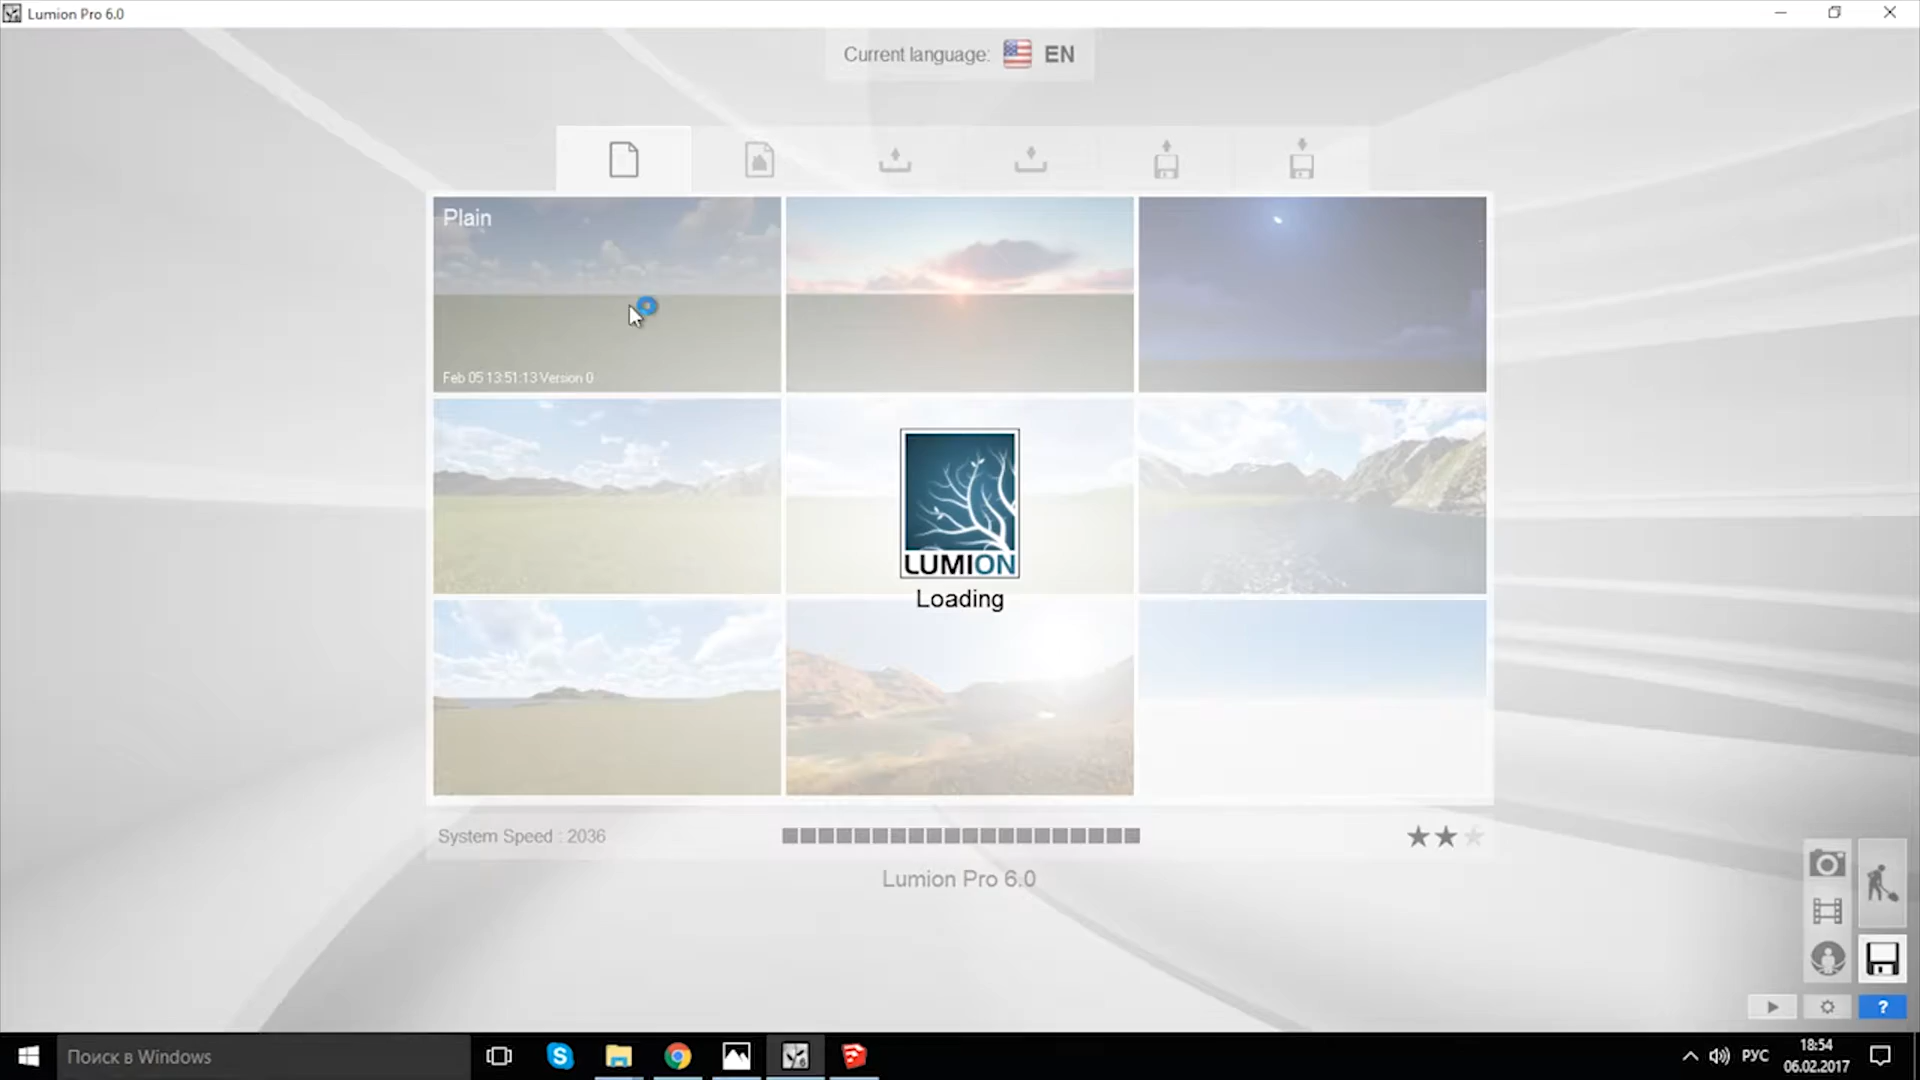 Lumion Pro 6.0
Current language: EN
Plain
Feb 05 13:51:13 Version 0
LUMION
Loading
System Speed : 2036
Lumion Pro 6.0
?
Поиск в Windows
РУС
18:54
06.02.2017